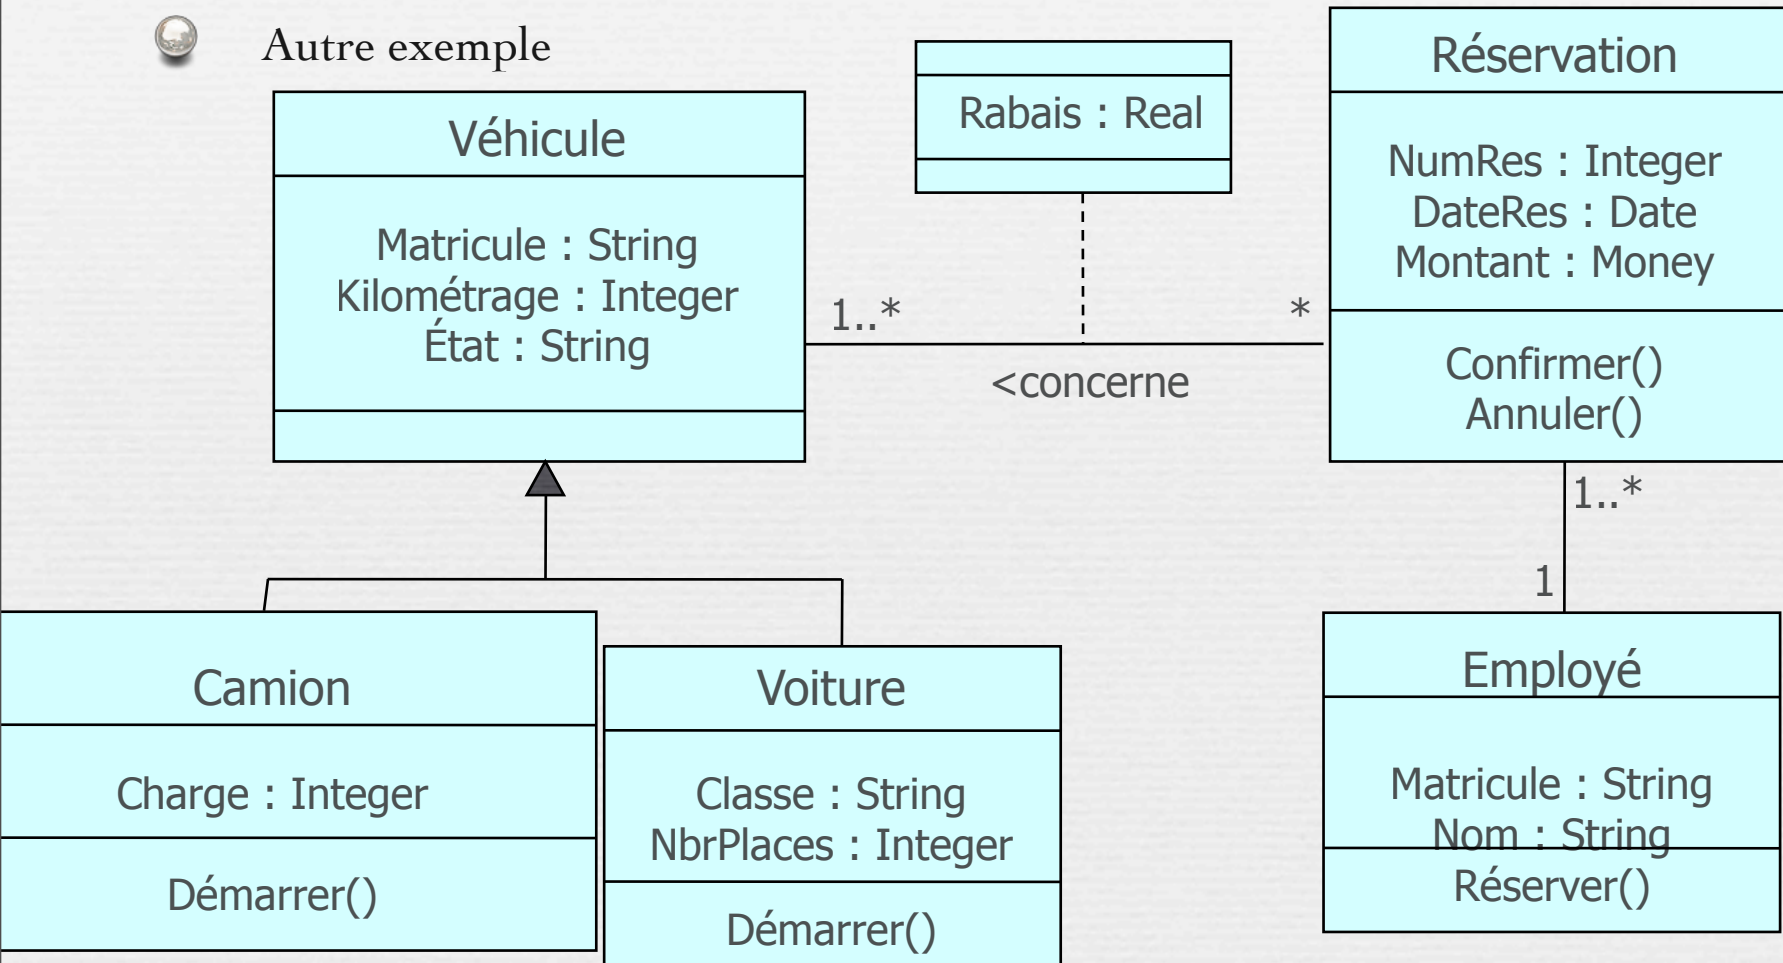 Autre exemple
Véhicule
Matricule : String
Kilométrage : Integer
État : String
Rabais : Real
Réservation
NumRes : Integer
DateRes : Date
Montant : Money
Confirmer()
Annuler()
1..*
*
<concerne
1..*
1
Camion
Charge : Integer
Démarrer()
Voiture
Classe : String
NbrPlaces : Integer
Démarrer()
Employé
Matricule : String
Nom : String
Réserver()